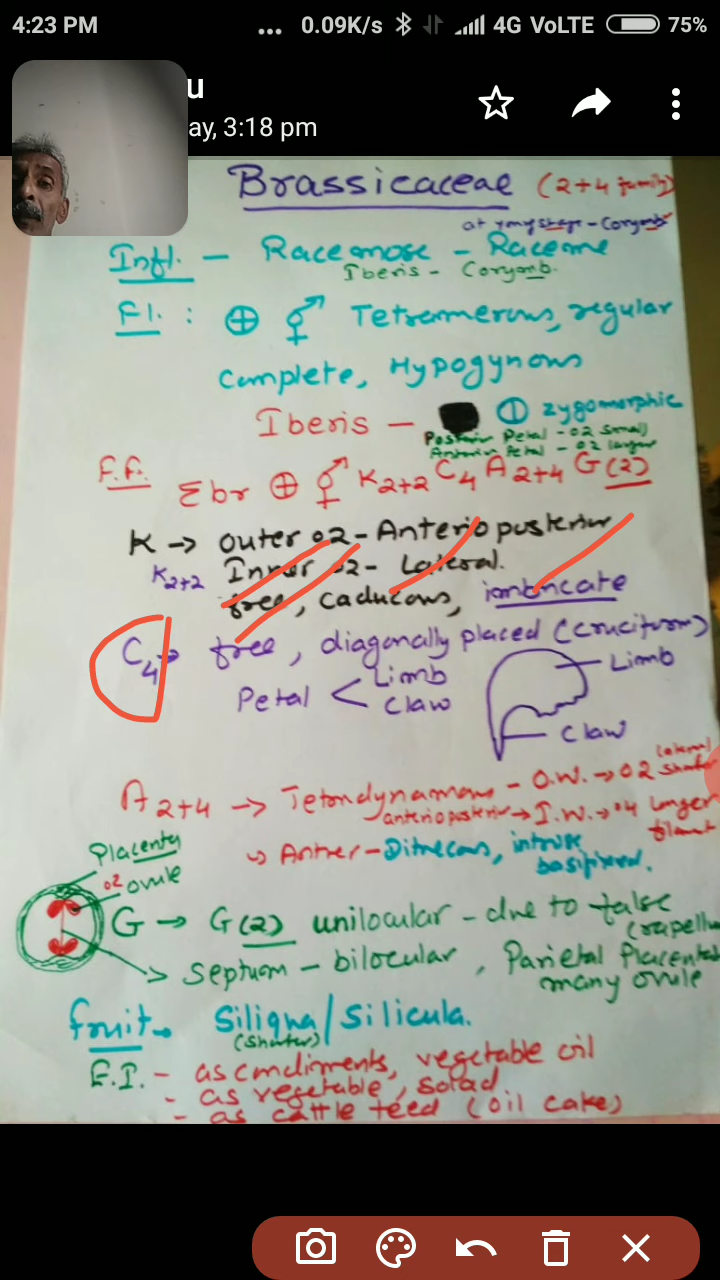 4:23 PM ... 0.09K/s 4G VoLTE 75%
u
ay, 3:18 pm
Brassicaceae (2+4 family)
at young stage - Corymb
Infl. - Racemose - Raceme
Iberis - Corymb.
Fl. : ⊕ ⚥ Tetramerous, regular
complete, Hypogynous
Iberis - zygomorphic
Posterior Petal - 02 small)
Anterior Petal - 02 larger
F.F. Ebr ⊕ ⚥ K2+2 C4 A2+4 G(2)
K → outer 02 - Anterioposterior
K2+2 Inner 02 - Lateral.
free, caducous, imbricate
C4 → free, diagonally placed (cruciform)
Petal < Limb
Claw
Limb
Claw
A2+4 → Tetradynamous - O.W. → 02 shorter
lateral
anterioposterior → I.W. → 04 longer
filament
↳ Anther - Dithecous, introse
basifixed.
Placenta
02 ovule
G → G(2) unilocular - due to false
septum - bilocular, Parietal Placentat
many ovule
fruit → Siliqua/Silicula.
E.I. - as condiments, vegetable oil
- as vegetable, salad
- as cattle feed (oil cake)